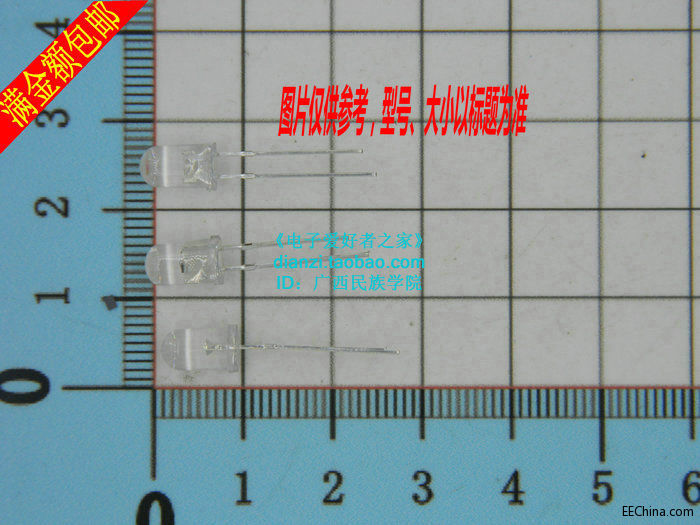 满金额包邮
图片仅供参考，型号、大小以标题为准
《电子爱好者之家》
dianzi.taobao.com
ID：广西民族学院
4
3
2
1
0
0
1
2
3
4
5
6
EEChina.com